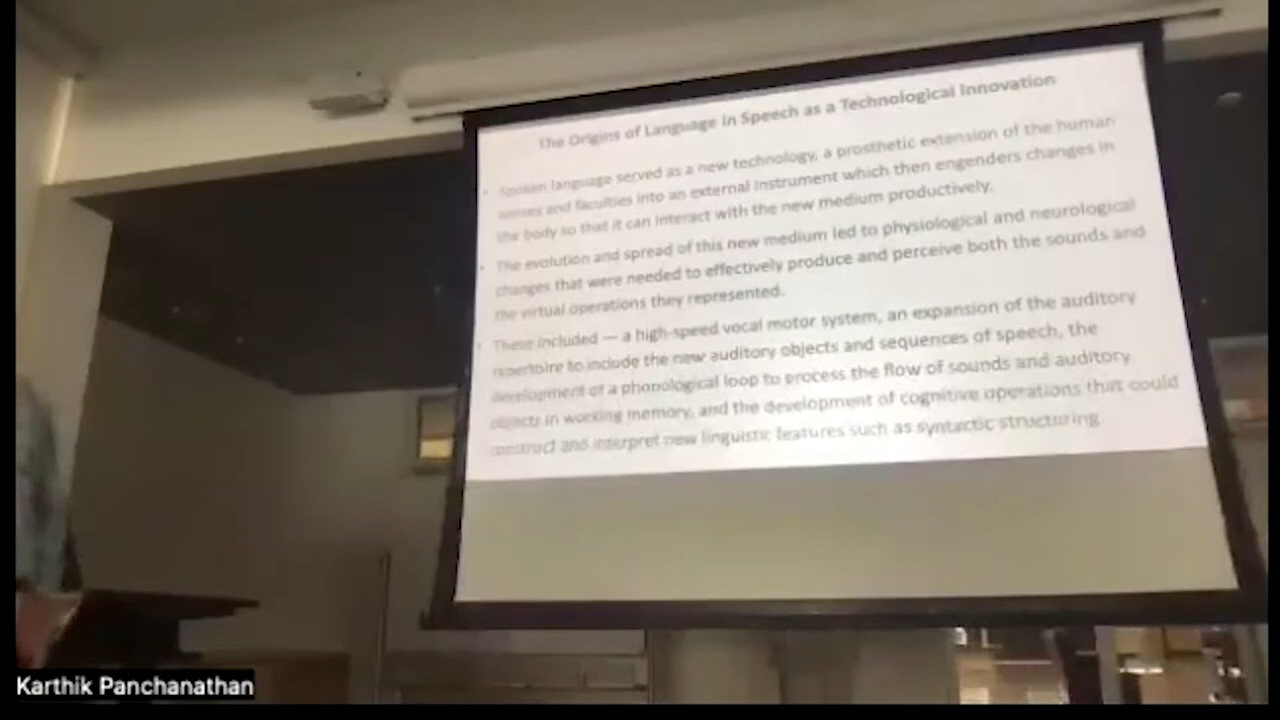 The Origins of Language in Speech as a Technological Innovation
• Spoken language served as a new technology, a prosthetic extension of the human
senses and faculties into an external instrument which then engenders changes in
the body so that it can interact with the new medium productively.
• The evolution and spread of this new medium led to physiological and neurological
changes that were needed to effectively produce and perceive both the sounds and
the virtual operations they represented.
• These included — a high-speed vocal motor system, an expansion of the auditory
repertoire to include the new auditory objects and sequences of speech, the
development of a phonological loop to process the flow of sounds and auditory
objects in working memory, and the development of cognitive operations that could
construct and interpret new linguistic features such as syntactic structuring
Karthik Panchanathan